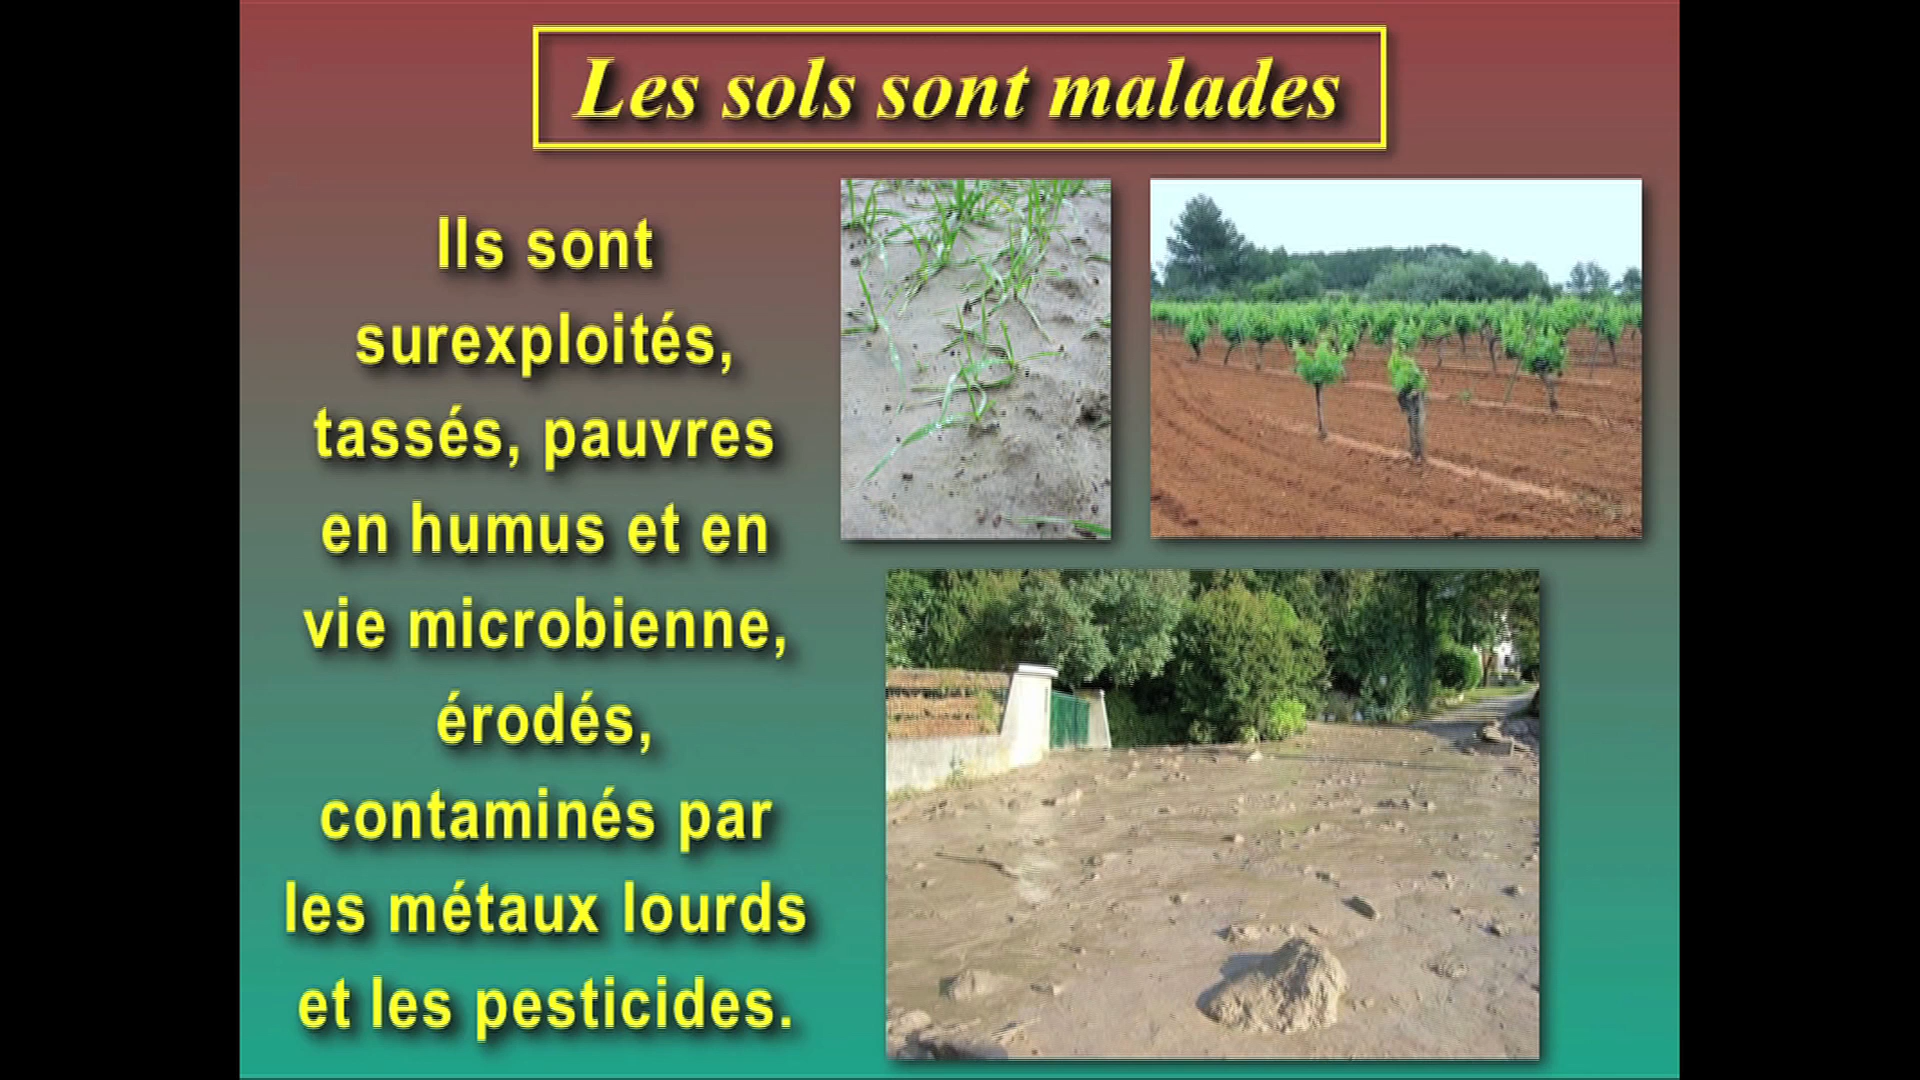 Les sols sont malades
Ils sont
surexploités,
tassés, pauvres
en humus et en
vie microbienne,
érodés,
contaminés par
les métaux lourds
et les pesticides.